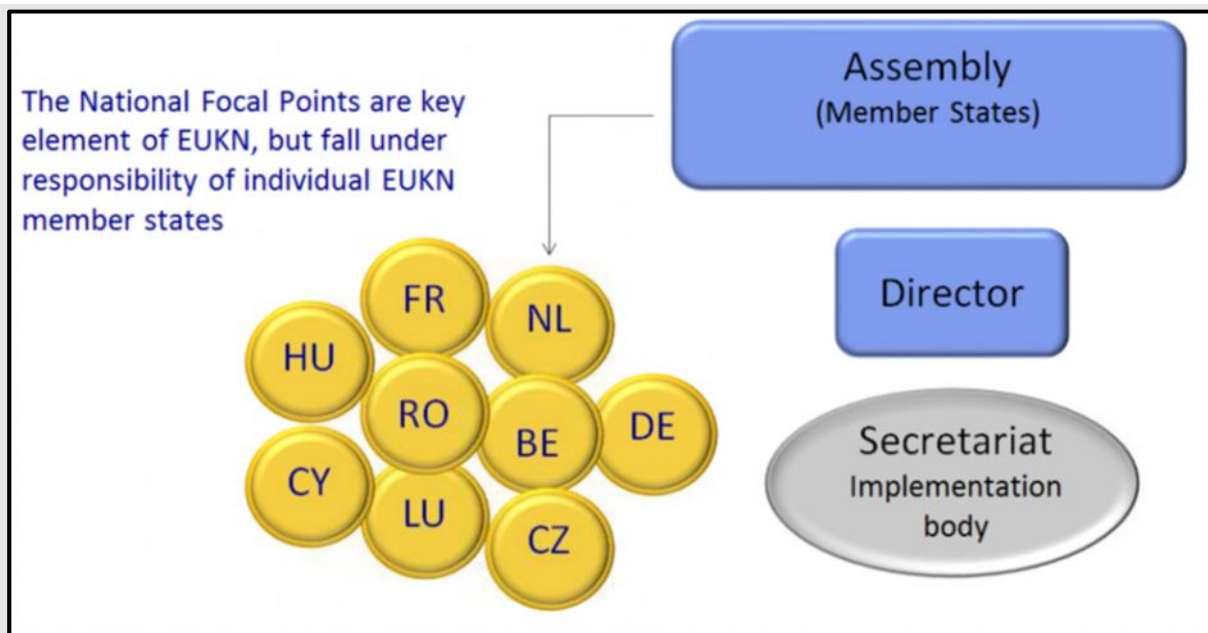 The National Focal Points are key
element of EUKN, but fall under
responsibility of individual EUKN
member states
Assembly
(Member States)
Director
Secretariat
Implementation
body
FR
NL
HU
RO
BE
DE
CY
LU
CZ